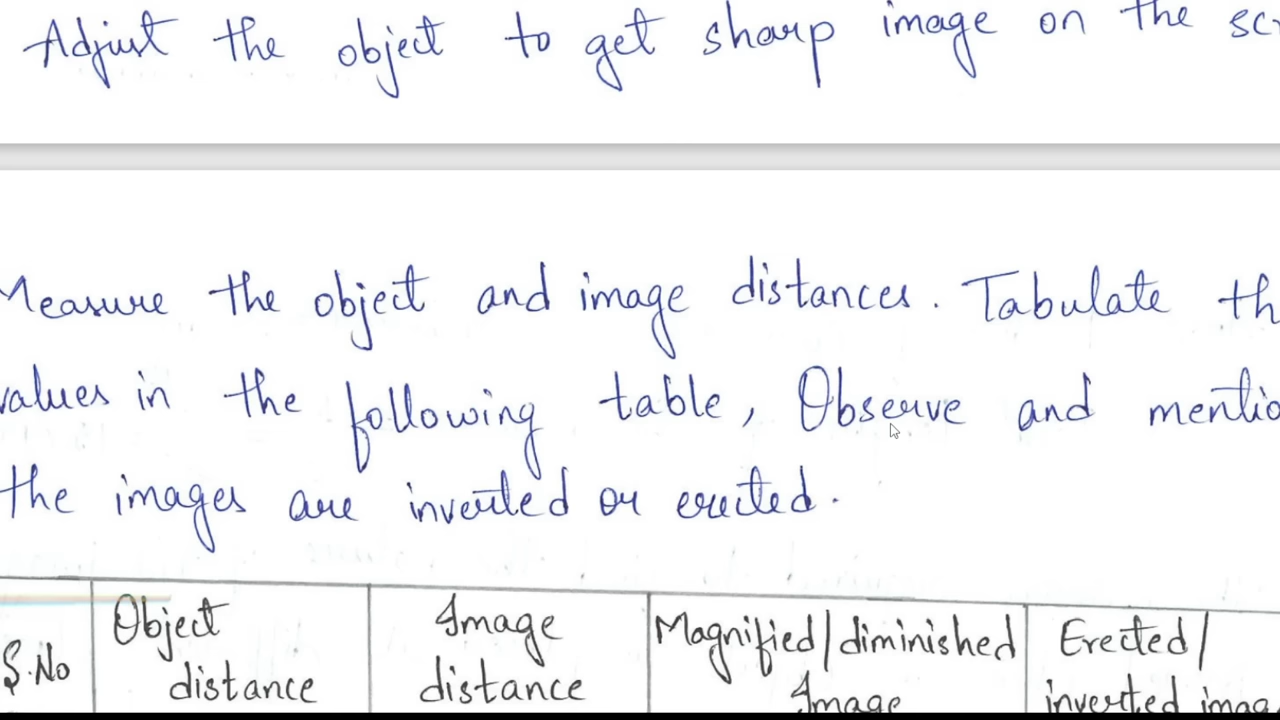 Adjust the object to get sharp image on the sc
Measure the object and image distances. Tabulate th
values in the following table, Observe and mentio
the images are inverted or erected.
S.No
Object distance
Image distance
Magnified/diminished Image
Erected/ inverted imag